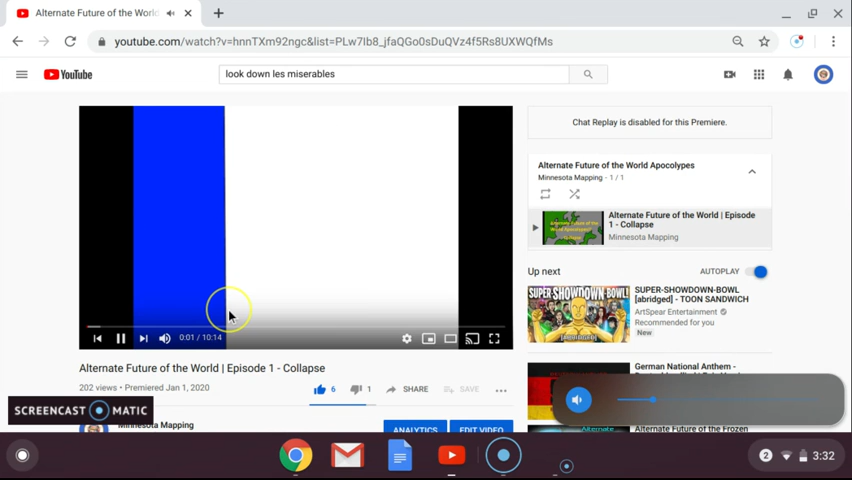 Alternate Future of the World
youtube.com/watch?v=hnnTXm92ngc&list=PLw7Ib8_jfaQGo0sDuQVz4f5Rs8UXWQfMs
YouTube
look down les miserables
Chat Replay is disabled for this Premiere.
Alternate Future of the World Apocolypes
Minnesota Mapping - 1 / 1
Alternate Future of the World | Episode
1 - Collapse
Minnesota Mapping
Up next
AUTOPLAY
SUPER-SHOWDOWN-BOWL
[abridged] - TOON SANDWICH
ArtSpear Entertainment
Recommended for you
New
SUPER-SHOWDOWN
BOWL!
German National Anthem -
Alternate Future of the Frozen
0:01 / 10:14
Alternate Future of the World | Episode 1 - Collapse
202 views • Premiered Jan 1, 2020
6
1
SHARE
SAVE
Minnesota Mapping
ANALYTICS
EDIT VIDEO
SCREENCAST MATIC
2
3:32